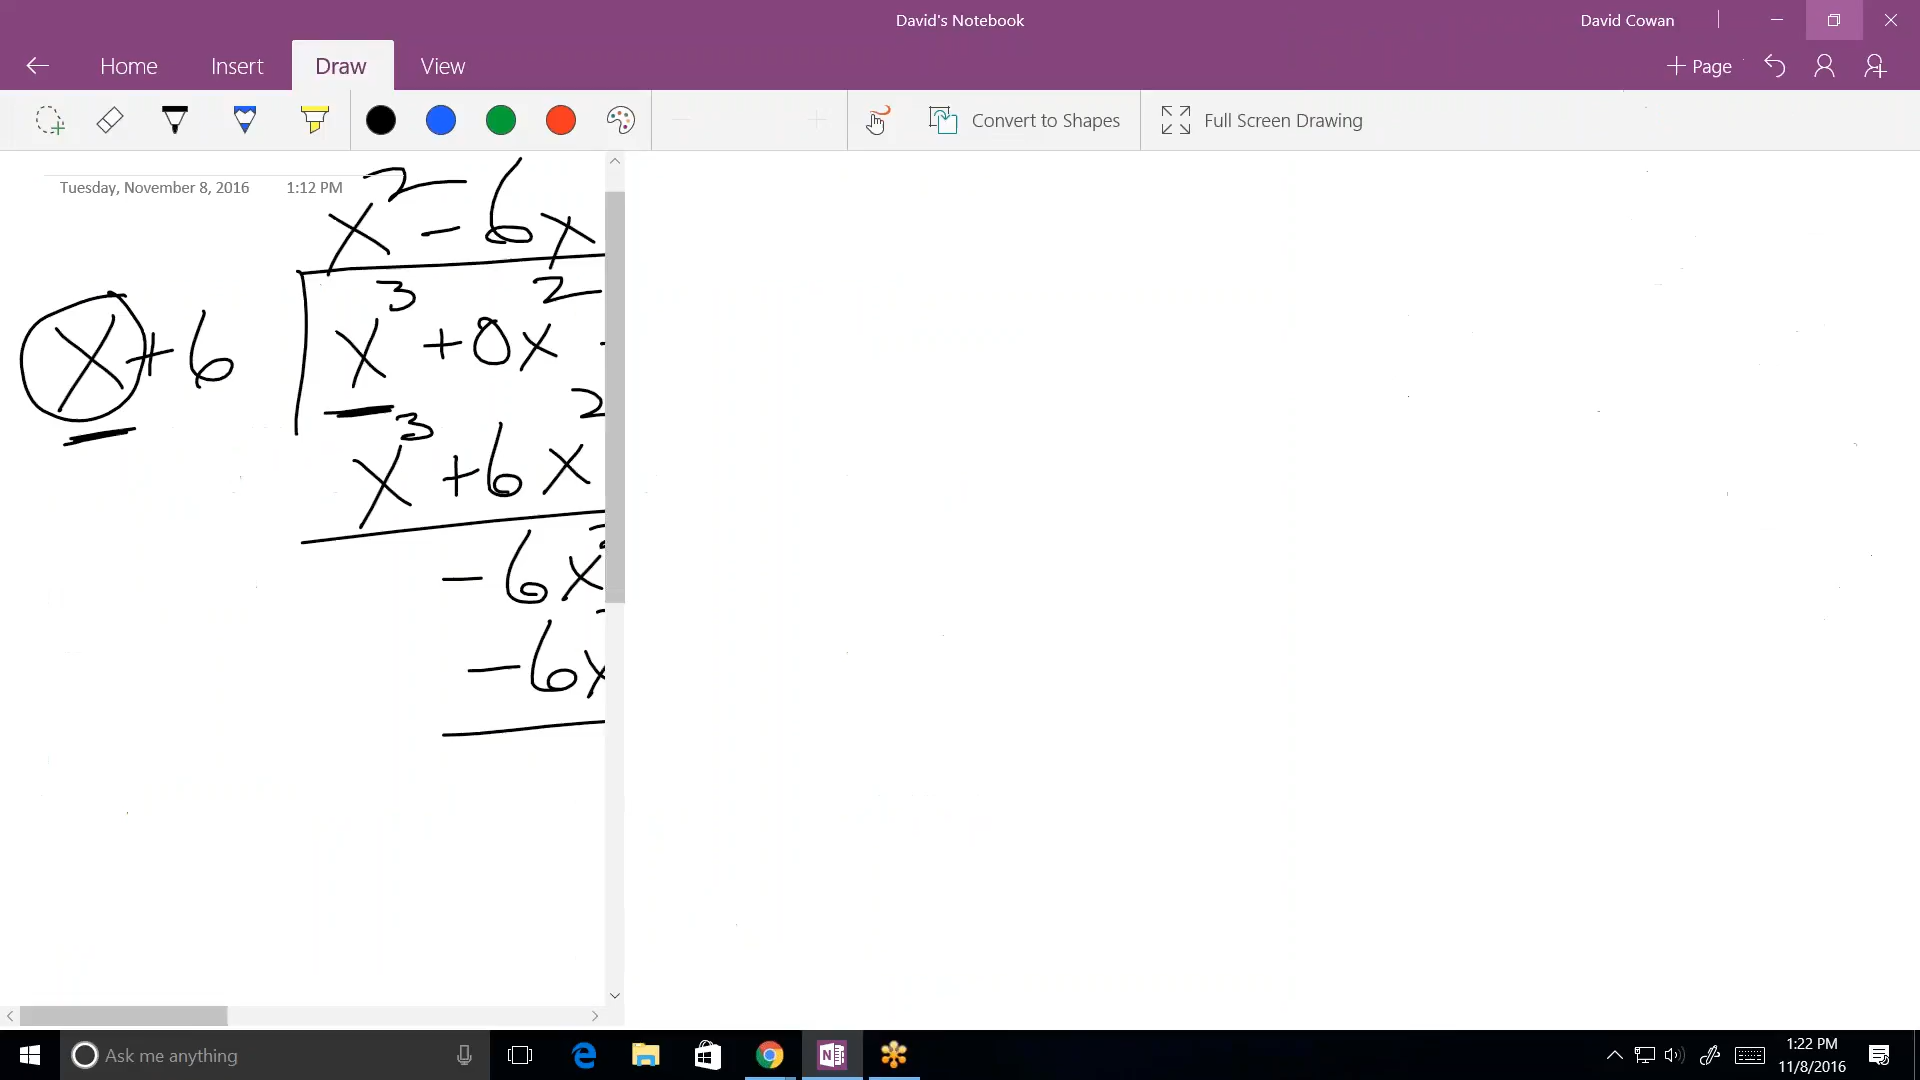 David's Notebook
David Cowan
Home Insert Draw View
Page
Convert to Shapes
Full Screen Drawing
Tuesday, November 8, 2016 1:12 PM
x² - 6x
x + 6
x³ + 0x²
x³ + 6x²
- 6x²
- 6x
Ask me anything
1:22 PM
11/8/2016